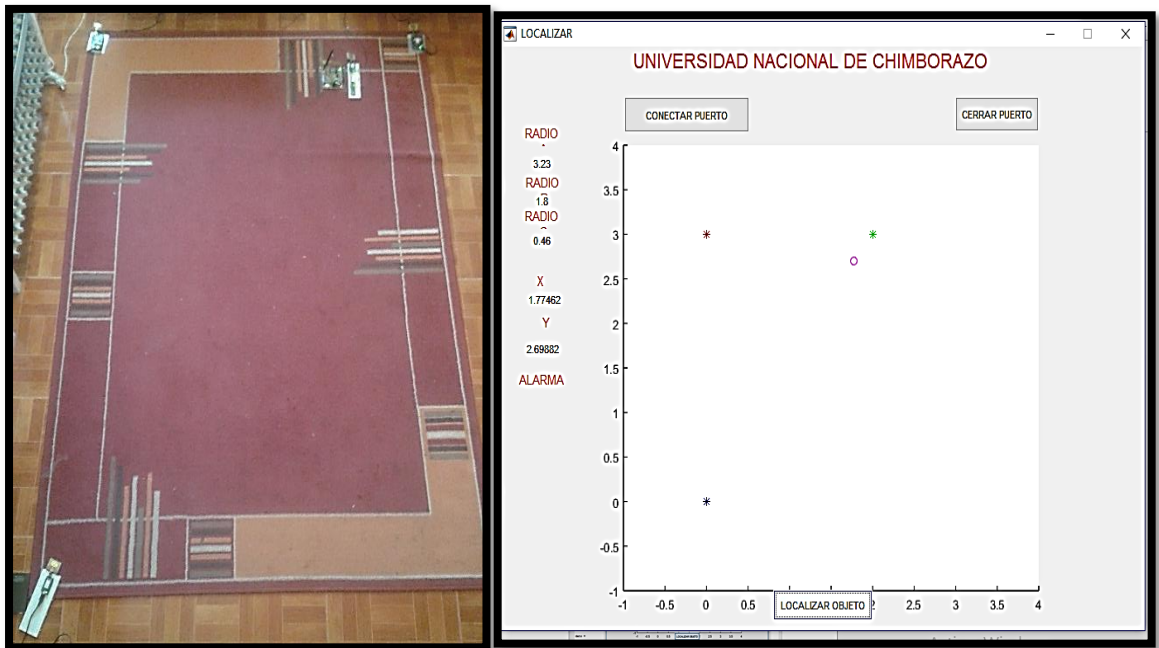 LOCALIZAR
UNIVERSIDAD NACIONAL DE CHIMBORAZO
CONECTAR PUERTO
CERRAR PUERTO
RADIO
3.23
RADIO
1.8
RADIO
0.46
X
1.77462
Y
2.69882
ALARMA
4
3.5
3
2.5
2
1.5
1
0.5
0
-0.5
-1
-1 -0.5 0 0.5 2 2.5 3 3.5 4
LOCALIZAR OBJETO